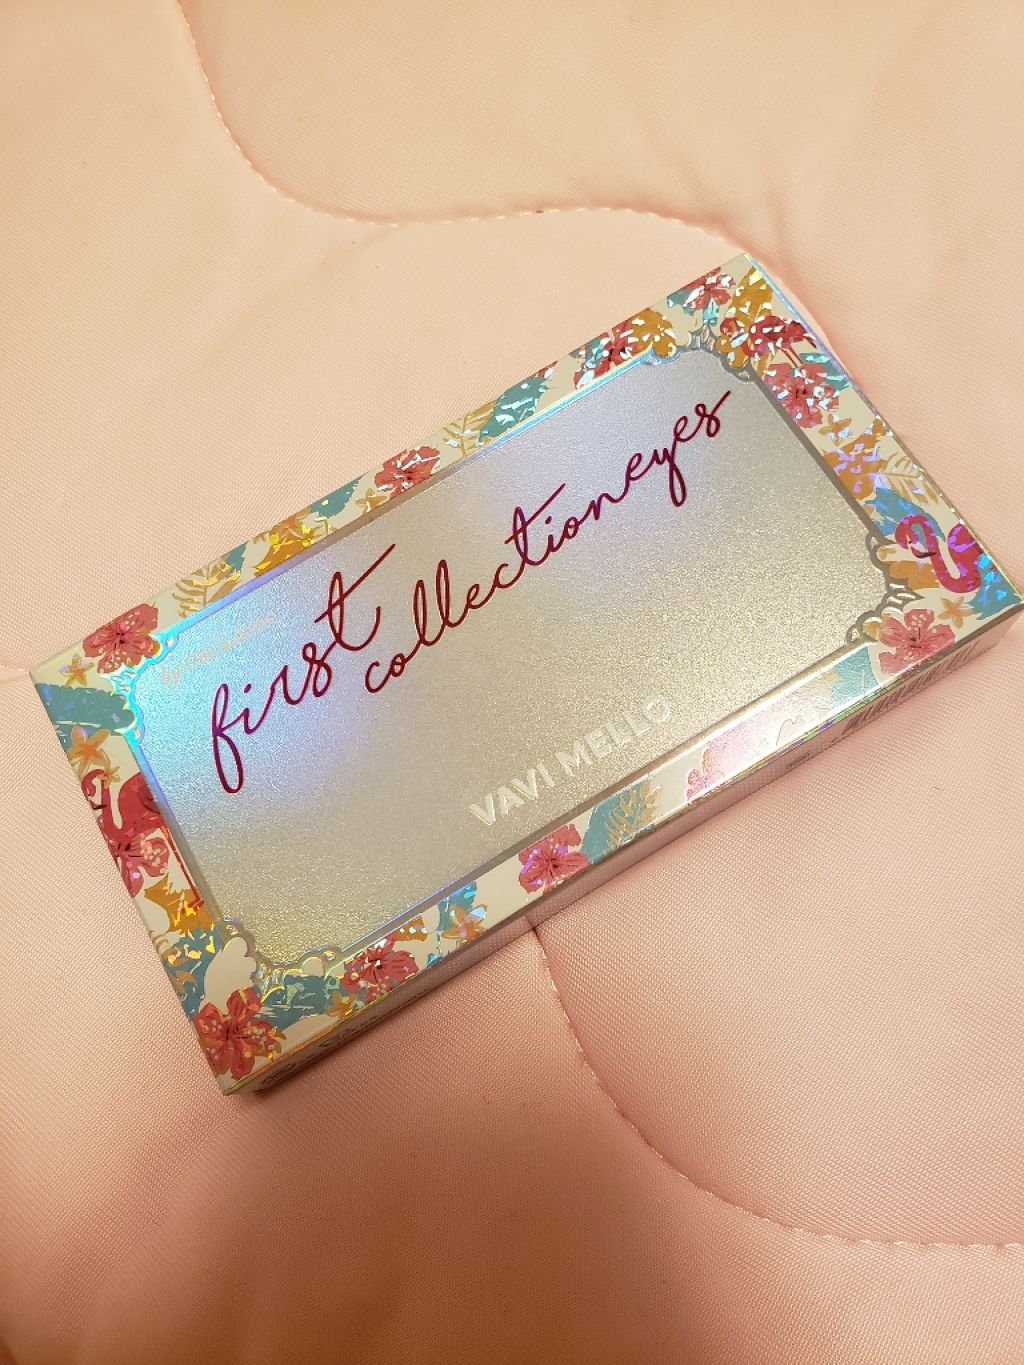 first
collectioneyes
VAVI MELLO